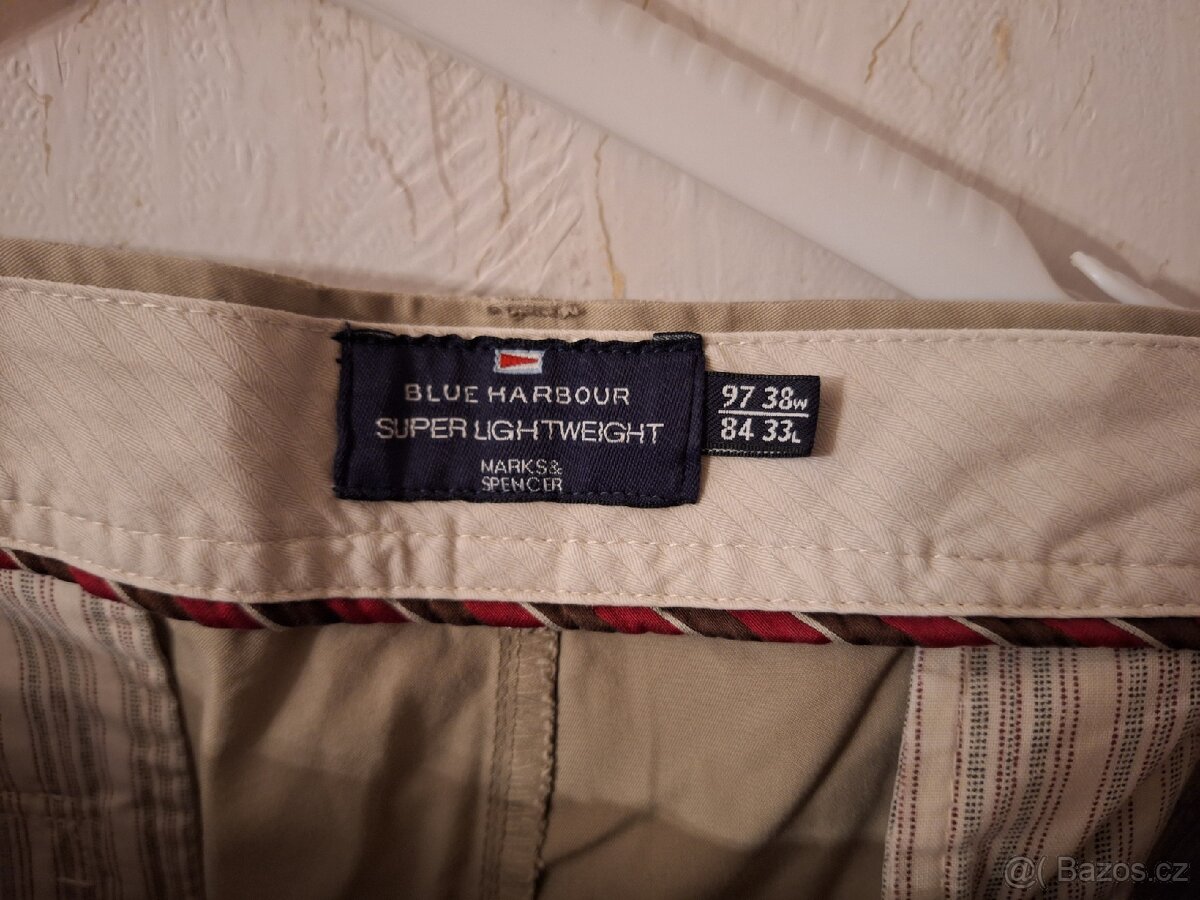 BLUE HARBOUR
SUPER LIGHTWEIGHT
MARKS&
SPENCER
97 38W
84 33L
@( Bazos.cz